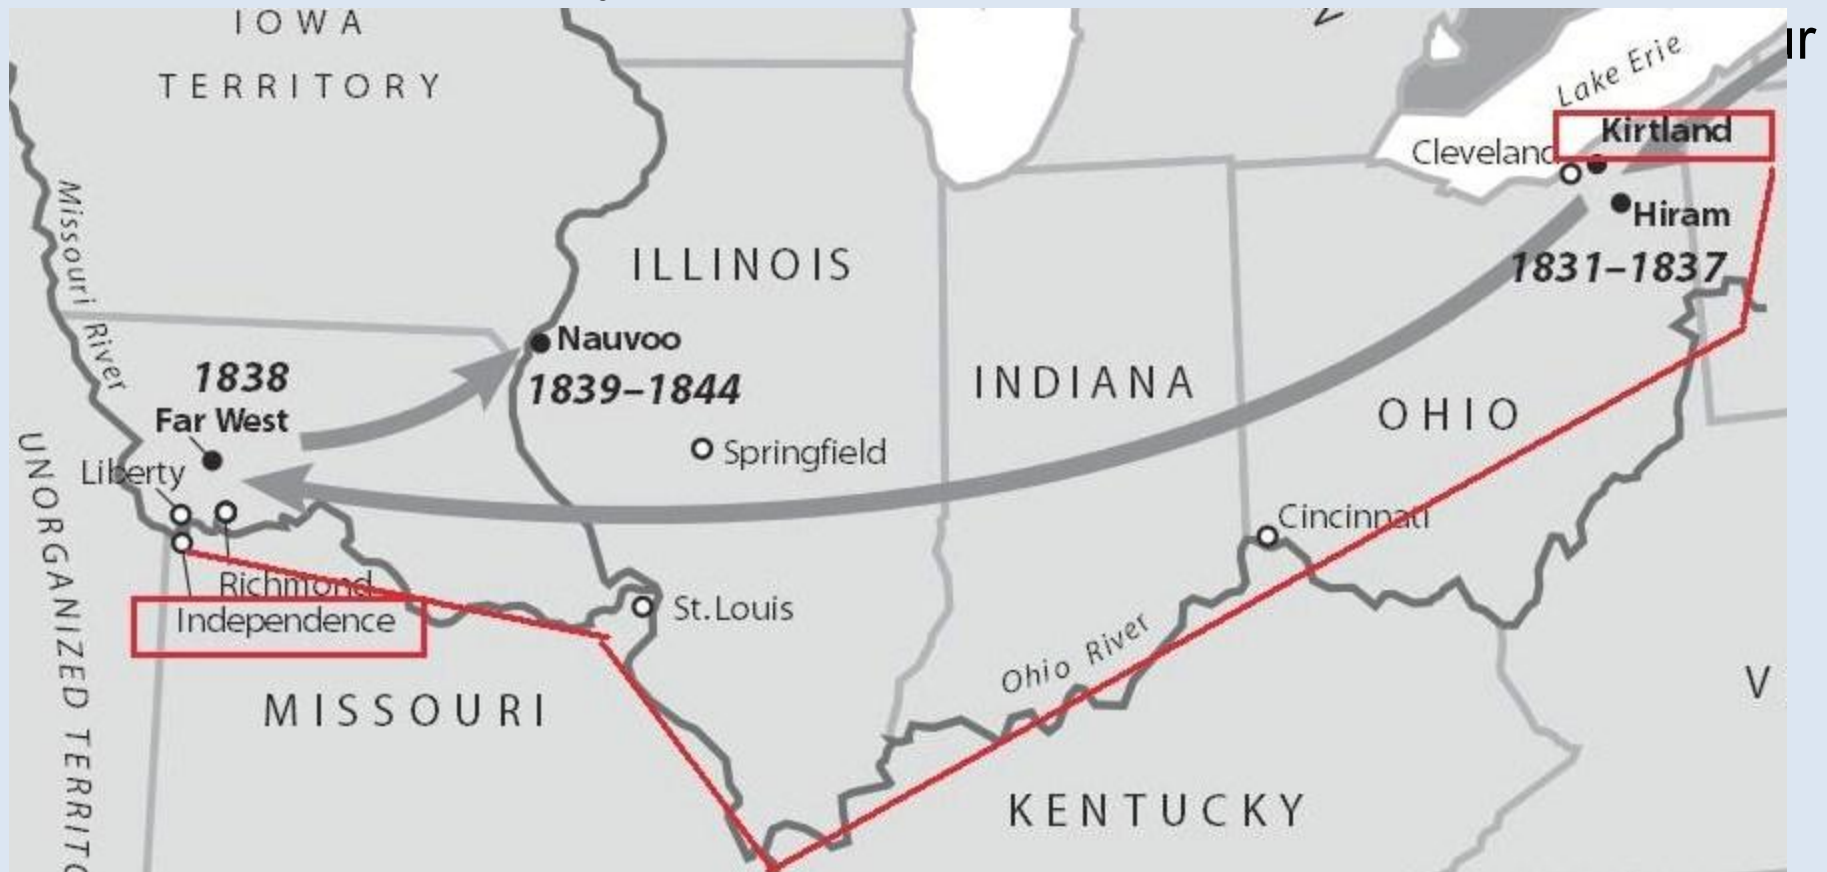 IOWA
TERRITORY
Lake Erie
Kirtland
Cleveland
Hiram
1831–1837
Missouri River
ILLINOIS
Nauvoo
1839–1844
1838
Far West
INDIANA
OHIO
Springfield
Liberty
UNORGANIZED TERRITO
Cincinnati
Richmond
Independence
St. Louis
Ohio River
MISSOURI
KENTUCKY
V
ur